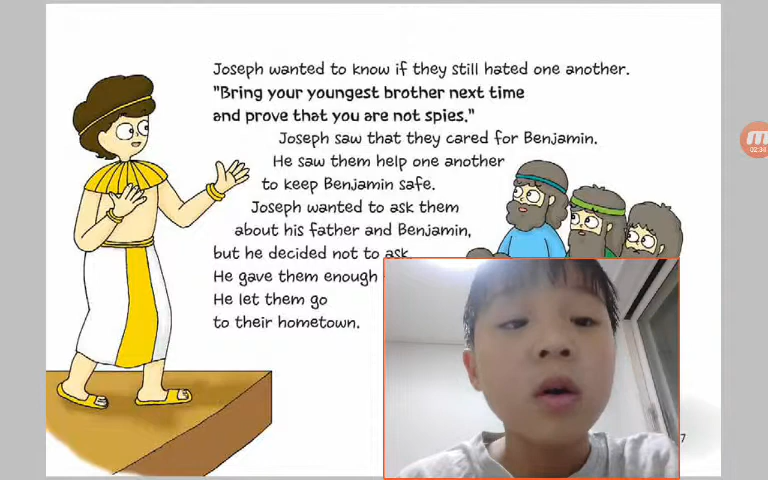 Joseph wanted to know if they still hated one another.
"Bring your youngest brother next time
and prove that you are not spies."
Joseph saw that they cared for Benjamin.
He saw them help one another
to keep Benjamin safe.
Joseph wanted to ask them
about his father and Benjamin,
but he decided not to ask
He gave them enough
He let them go
to their hometown.
02:34
7